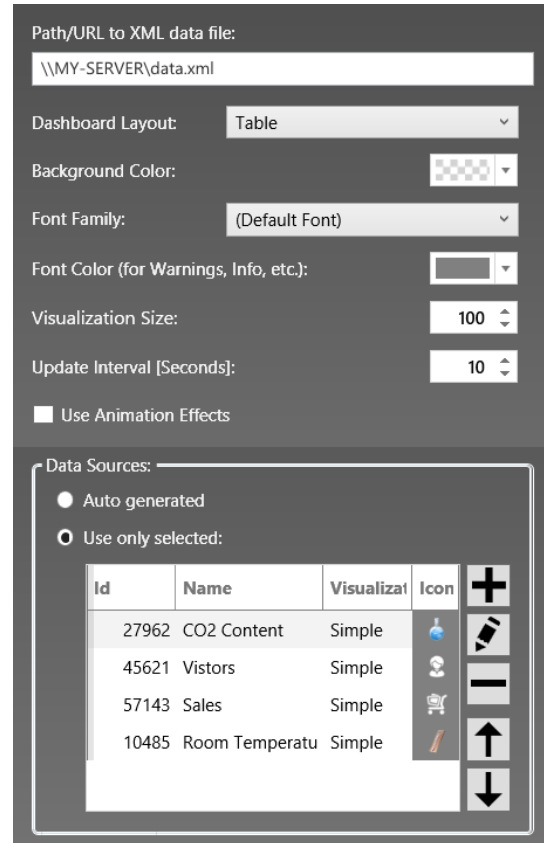 Path/URL to XML data file:
\\MY-SERVER\data.xml
Dashboard Layout: Table
Background Color:
Font Family: (Default Font)
Font Color (for Warnings, Info, etc.):
Visualization Size: 100
Update Interval [Seconds]: 10
Use Animation Effects
Data Sources:
Auto generated
Use only selected:
Id Name Visualizat Icon
27962 CO2 Content Simple
45621 Vistors Simple
57143 Sales Simple
10485 Room Temperatu Simple